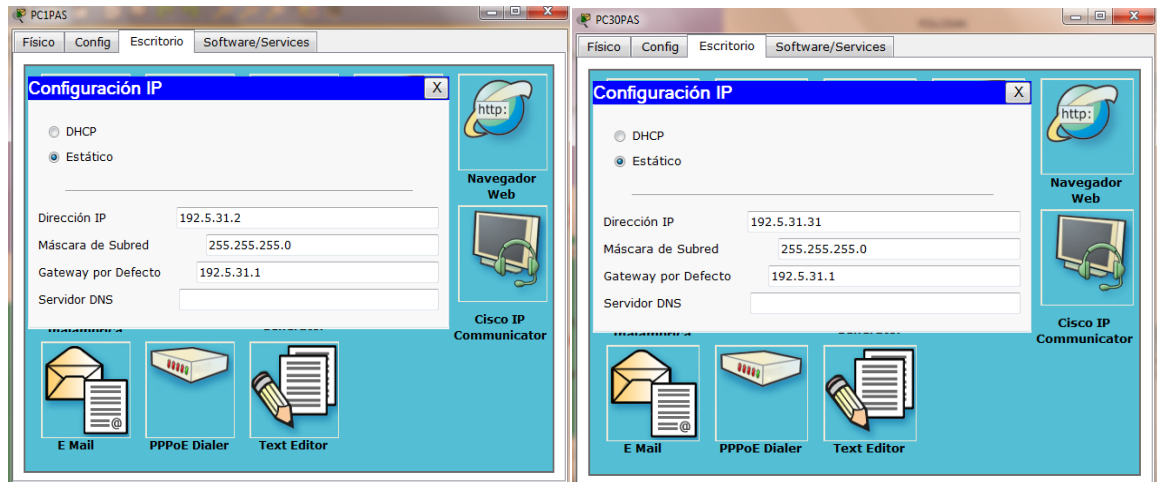 PC1PAS
Físico Config Escritorio Software/Services
Configuración IP X
http:
DHCP
Estático
Navegador
Web
Dirección IP 192.5.31.2
Máscara de Subred 255.255.255.0
Gateway por Defecto 192.5.31.1
Servidor DNS
Cisco IP
Communicator
@
E Mail PPPoE Dialer Text Editor
PC30PAS
Físico Config Escritorio Software/Services
Configuración IP X
http:
DHCP
Estático
Navegador
Web
Dirección IP 192.5.31.31
Máscara de Subred 255.255.255.0
Gateway por Defecto 192.5.31.1
Servidor DNS
Cisco IP
Communicator
@
E Mail PPPoE Dialer Text Editor